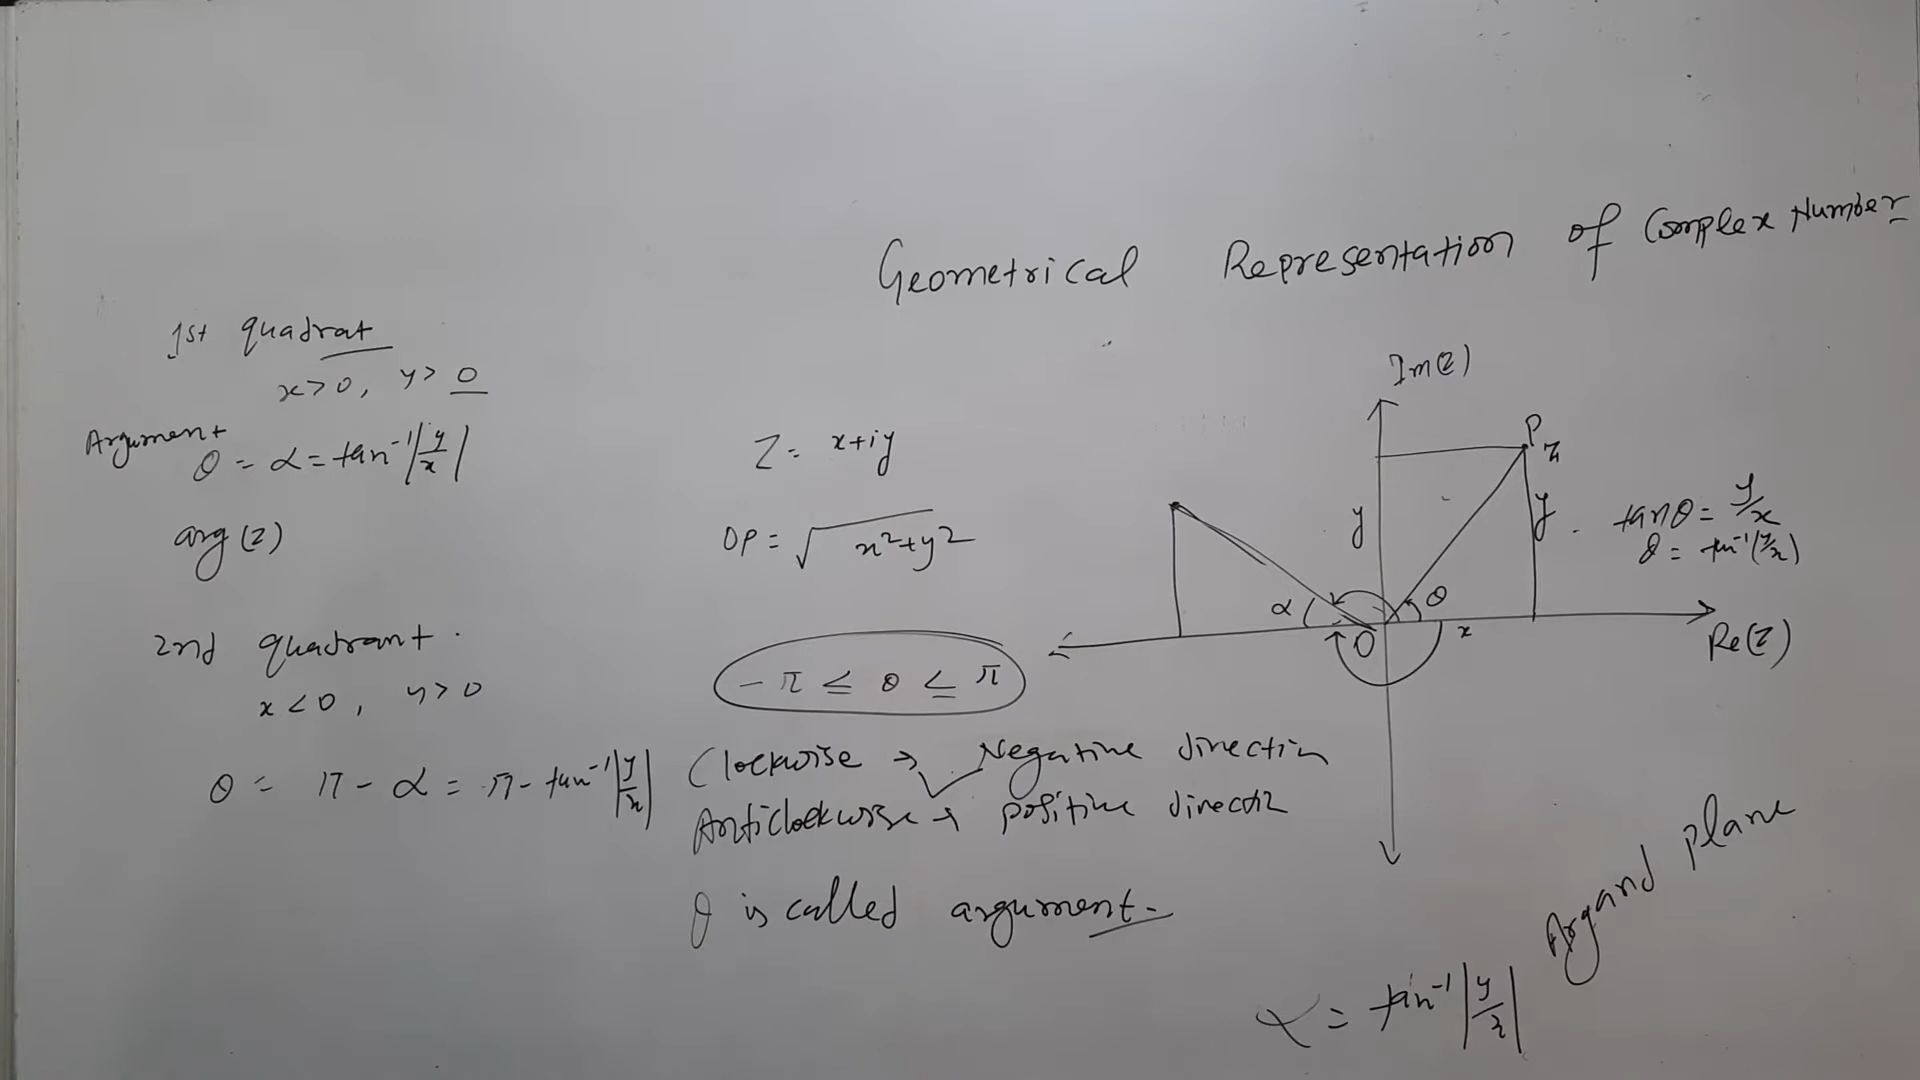 Geometrical Representation of Complex Number
1st quadrat
x>0, y>0
Argument
θ = α = tan⁻¹|y/x|
arg(z)
2nd quadrant.
x<0, y>0
θ = π - α = π - tan⁻¹|y/x|
Z = x+iy
OP = √x²+y²
-π ≤ θ ≤ π
Clockwise → Negative direction
Anticlockwise → positive
θ is called argument.
Im(z)
P
z
y
y
tanθ = y/x
θ = tan⁻¹(y/x)
α
θ
O
x
Re(z)
Argand plane
α = tan⁻¹|y/x|